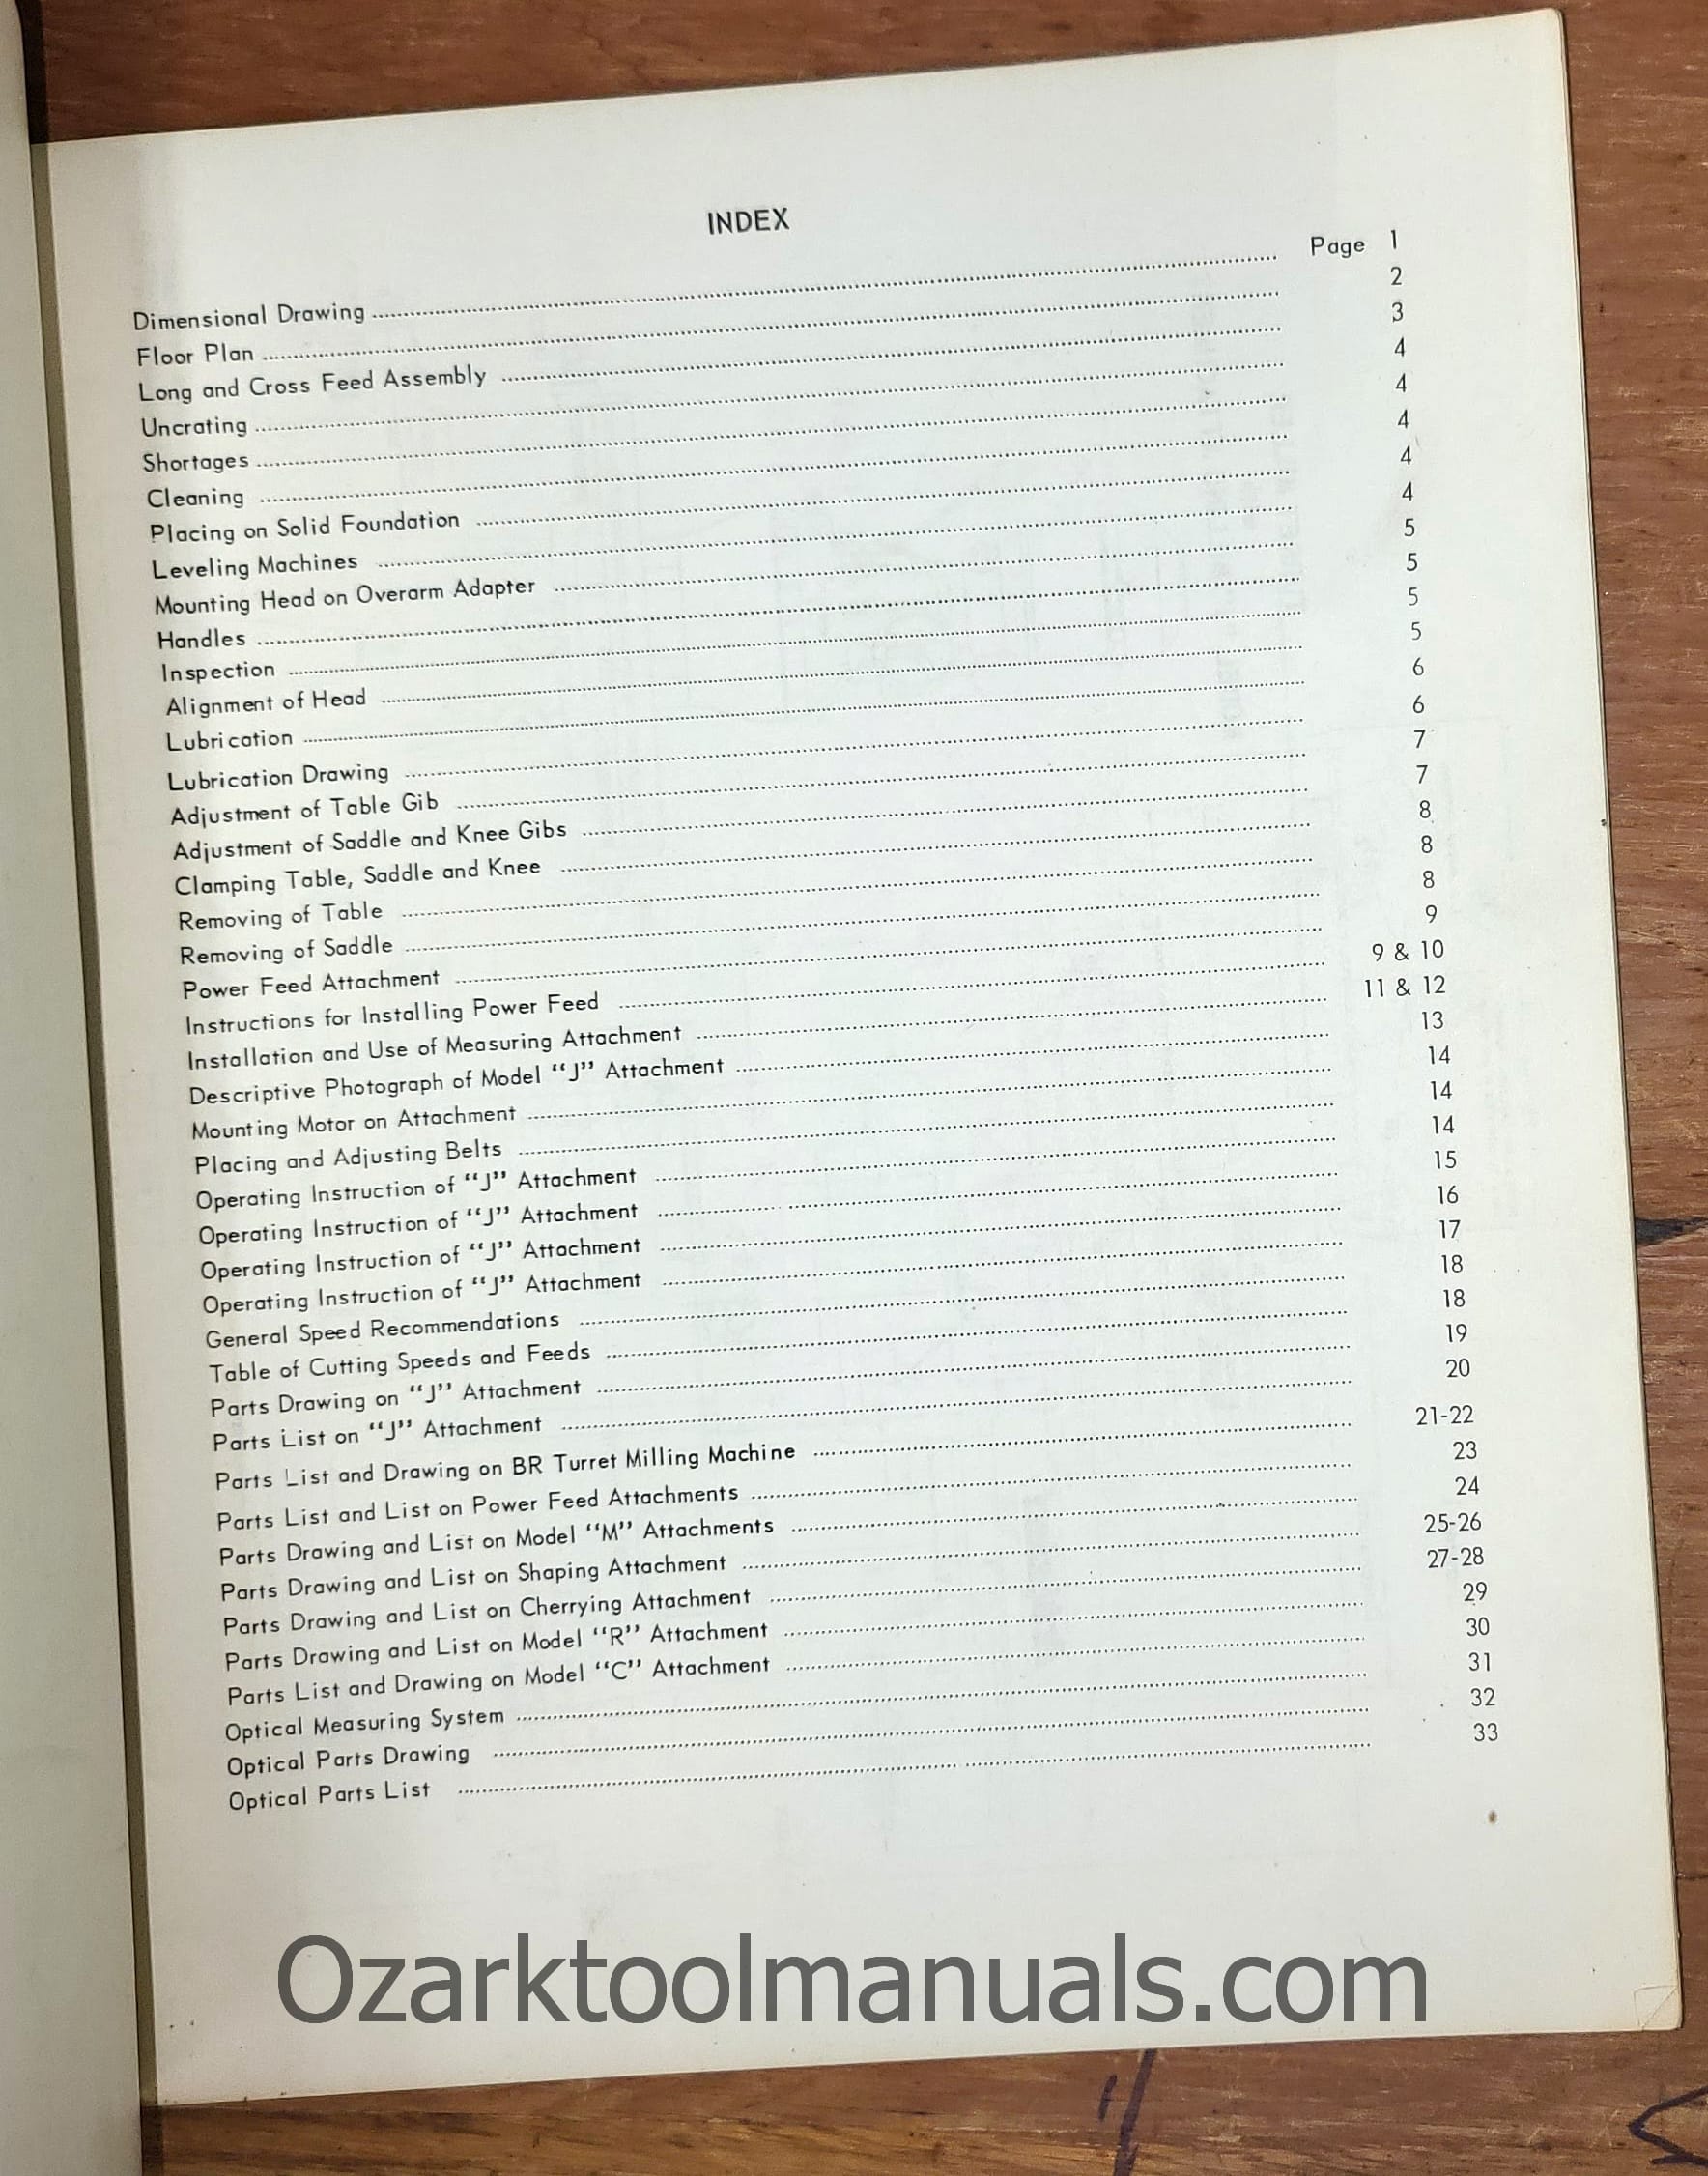 INDEX
Dimensional Drawing ........ Page 1
Floor Plan ........ 2
Long and Cross Feed Assembly ........ 3
Uncrating ........ 4
Shortages ........ 4
Cleaning ........ 4
Placing on Solid Foundation ........ 4
Leveling Machines ........ 4
Mounting Head on Overarm Adapter ........ 5
Handles ........ 5
Inspection ........ 5
Alignment of Head ........ 5
Lubrication ........ 6
Lubrication Drawing ........ 6
Adjustment of Table Gib ........ 7
Adjustment of Saddle and Knee Gibs ........ 7
Clamping Table, Saddle and Knee ........ 8
Removing of Table ........ 8
Removing of Saddle ........ 8
Power Feed Attachment ........ 9
Instructions for Installing Power Feed ........ 9 & 10
Installation and Use of Measuring Attachment ........ 11 & 12
Descriptive Photograph of Model "J" Attachment ........ 13
Mounting Motor on Attachment ........ 14
Placing and Adjusting Belts ........ 14
Operating Instruction of "J" Attachment ........ 14
Operating Instruction of "J" Attachment ........ 15
Operating Instruction of "J" Attachment ........ 16
Operating Instruction of "J" Attachment ........ 17
General Speed Recommendations ........ 18
Table of Cutting Speeds and Feeds ........ 18
Parts Drawing on "J" Attachment ........ 19
Parts List on "J" Attachment ........ 20
Parts List and Drawing on BR Turret Milling Machine ........ 21-22
Parts List and List on Power Feed Attachments ........ 23
Parts Drawing and List on Model "M" Attachments ........ 24
Parts Drawing and List on Shaping Attachment ........ 25-26
Parts Drawing and List on Cherrying Attachment ........ 27-28
Parts Drawing and List on Model "R" Attachment ........ 29
Parts List and Drawing on Model "C" Attachment ........ 30
Optical Measuring System ........ 31
Optical Parts Drawing ........ 32
Optical Parts List ........ 33
Ozarktoolmanuals.com